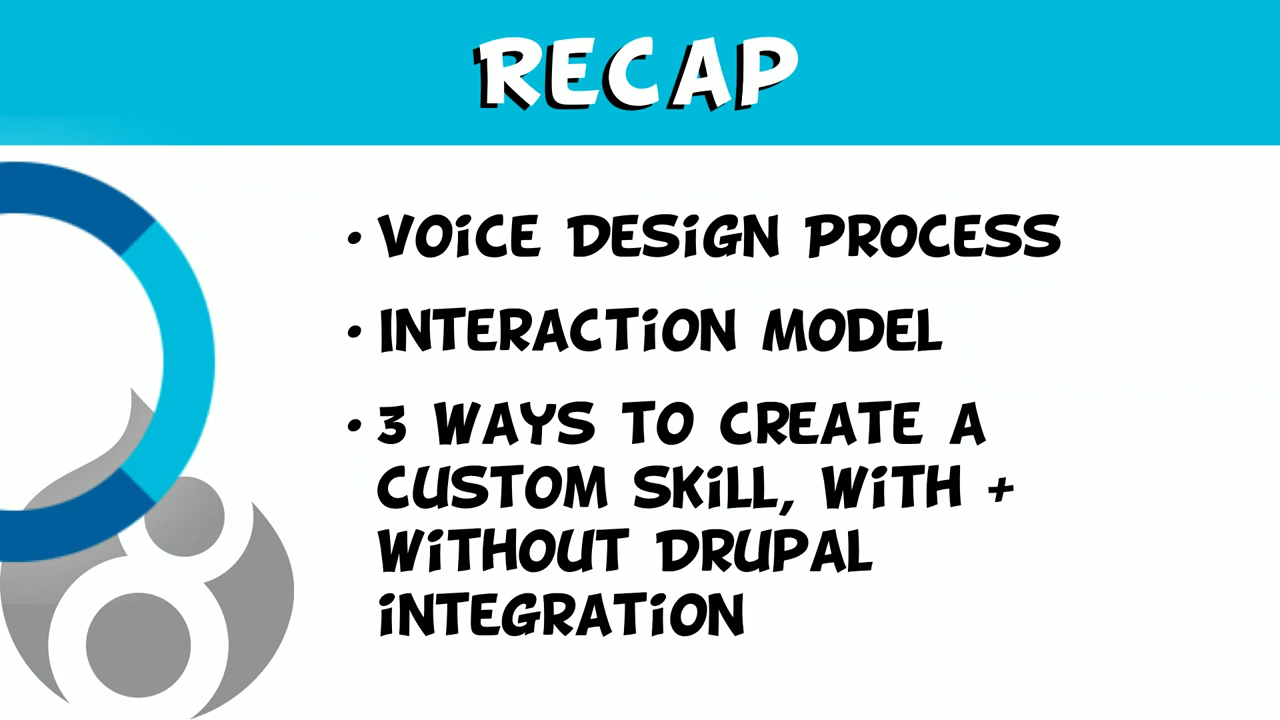 RECAP
• VOICE DESIGN PROCESS
• INTERACTION MODEL
• 3 WAYS TO CREATE A
CUSTOM SKILL, WITH +
WITHOUT DRUPAL
INTEGRATION